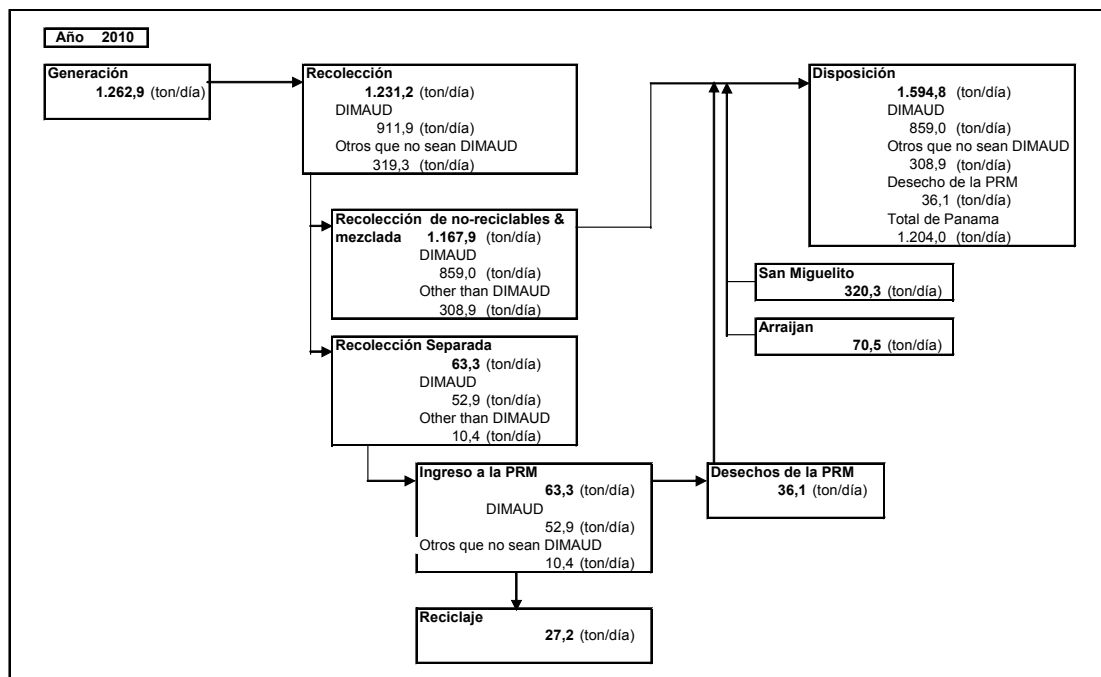 Año 2010
Generación
1.262,9 (ton/día)
Recolección
1.231,2 (ton/día)
DIMAUD
911,9 (ton/día)
Otros que no sean DIMAUD
319,3 (ton/día)
Disposición
1.594,8 (ton/día)
DIMAUD
859,0 (ton/día)
Otros que no sean DIMAUD
308,9 (ton/día)
Desecho de la PRM
36,1 (ton/día)
Total de Panama
1.204,0 (ton/día)
Recolección de no-reciclables &
mezclada 1.167,9 (ton/día)
DIMAUD
859,0 (ton/día)
Other than DIMAUD
308,9 (ton/día)
San Miguelito
320,3 (ton/día)
Arraijan
70,5 (ton/día)
Recolección Separada
63,3 (ton/día)
DIMAUD
52,9 (ton/día)
Other than DIMAUD
10,4 (ton/día)
Ingreso a la PRM
63,3 (ton/día)
DIMAUD
52,9 (ton/día)
Otros que no sean DIMAUD
10,4 (ton/día)
Desechos de la PRM
36,1 (ton/día)
Reciclaje
27,2 (ton/día)